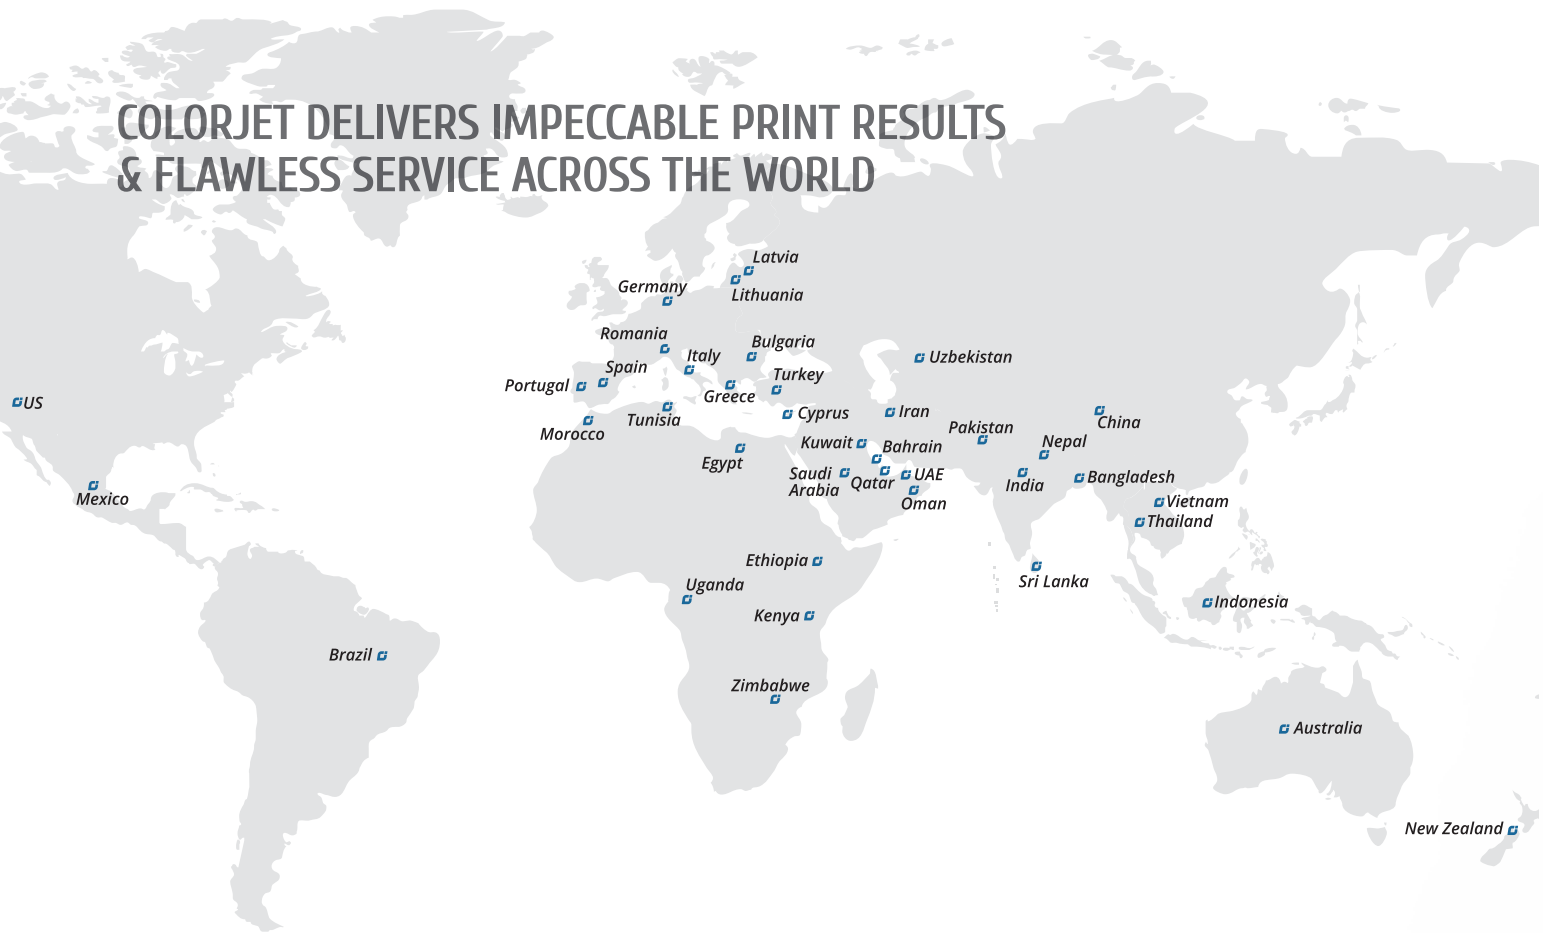 COLORJET DELIVERS IMPECCABLE PRINT RESULTS
& FLAWLESS SERVICE ACROSS THE WORLD
Latvia
Germany
Lithuania
Romania
Bulgaria
Italy
Uzbekistan
Spain
Turkey
Portugal
Greece
US
Iran
Cyprus
Tunisia
China
Pakistan
Morocco
Nepal
Kuwait
Bahrain
Egypt
Saudi
Arabia
Qatar
UAE
Bangladesh
India
Mexico
Oman
Vietnam
Thailand
Ethiopia
Sri Lanka
Uganda
Indonesia
Kenya
Brazil
Zimbabwe
Australia
New Zealand